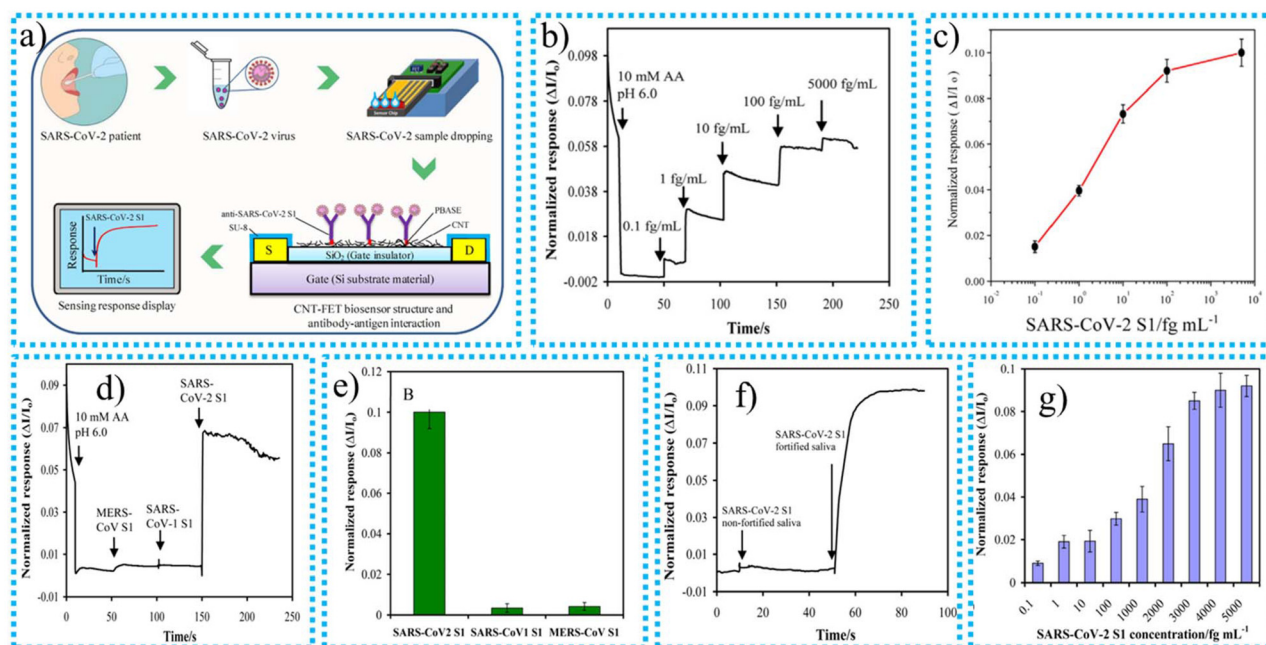 a)
SARS-CoV-2 patient
SARS-CoV-2 virus
Sensor Chip
SARS-CoV-2 sample dropping
SARS-CoV-2 S1
Response
Time/s
Sensing response display
anti-SARS-CoV-2 S1
SU-8
PBASE
CNT
S
SiO₂ (Gate insulator)
D
Gate (Si substrate material)
CNT-FET biosensor structure and
antibody-antigen interaction
b)
Normalized response (ΔI/Iₒ)
0.098
0.078
0.058
0.038
0.018
-0.002
10 mM AA
pH 6.0
0.1 fg/mL
1 fg/mL
10 fg/mL
100 fg/mL
5000 fg/mL
0
50
100
150
200
250
Time/s
c)
Normalized response ( ΔI/I ₒ)
0.10
0.08
0.06
0.04
0.02
0.00
10⁻²
10⁻¹
10⁰
10¹
10²
10³
10⁴
SARS-CoV-2 S1/fg mL⁻¹
d)
Normalized response (ΔI/Iₒ)
0.09
0.07
0.05
0.03
0.01
-0.01
10 mM AA
pH 6.0
MERS-
CoV S1
SARS-
CoV-1 S1
SARS-
CoV-2 S1
0
50
100
150
200
250
Time/s
e)
B
Normalized response (ΔI/Iₒ)
0.12
0.1
0.08
0.06
0.04
0.02
0
SARS-CoV2 S1
SARS-CoV1 S1
MERS-CoV S1
f)
Normalized response (ΔI/Iₒ)
0.11
0.09
0.07
0.05
0.03
0.01
-0.01
SARS-CoV-2 S1
non-fortified saliva
SARS-CoV-2 S1
fortified saliva
0
20
40
60
80
100
Time/s
g)
Normalized response (ΔI/Iₒ)
0.1
0.08
0.06
0.04
0.02
0
0.1
1
10
100
1000
2000
3000
4000
5000
SARS-CoV-2 S1 concentration/fg mL⁻¹